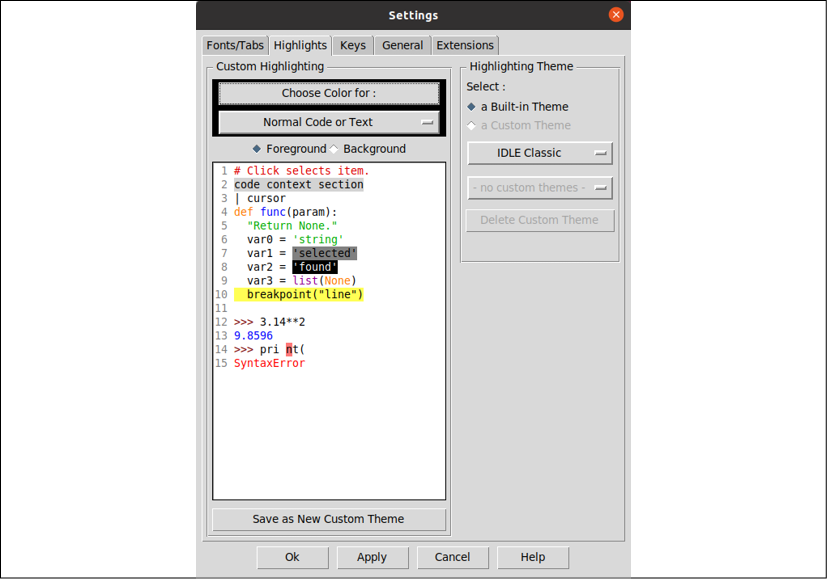 Settings
Fonts/Tabs Highlights Keys General Extensions
Custom Highlighting
Choose Color for :
Normal Code or Text
Foreground Background
1 # Click selects item.
2 code context section
3 | cursor
4 def func(param):
5   "Return None."
6   var0 = 'string'
7   var1 = 'selected'
8   var2 = 'found'
9   var3 = list(None)
10   breakpoint("line")
11
12 >>> 3.14**2
13 9.8596
14 >>> pri nt(
15 SyntaxError
Save as New Custom Theme
Highlighting Theme
Select :
a Built-in Theme
a Custom Theme
IDLE Classic
- no custom themes -
Delete Custom Theme
Ok Apply Cancel Help